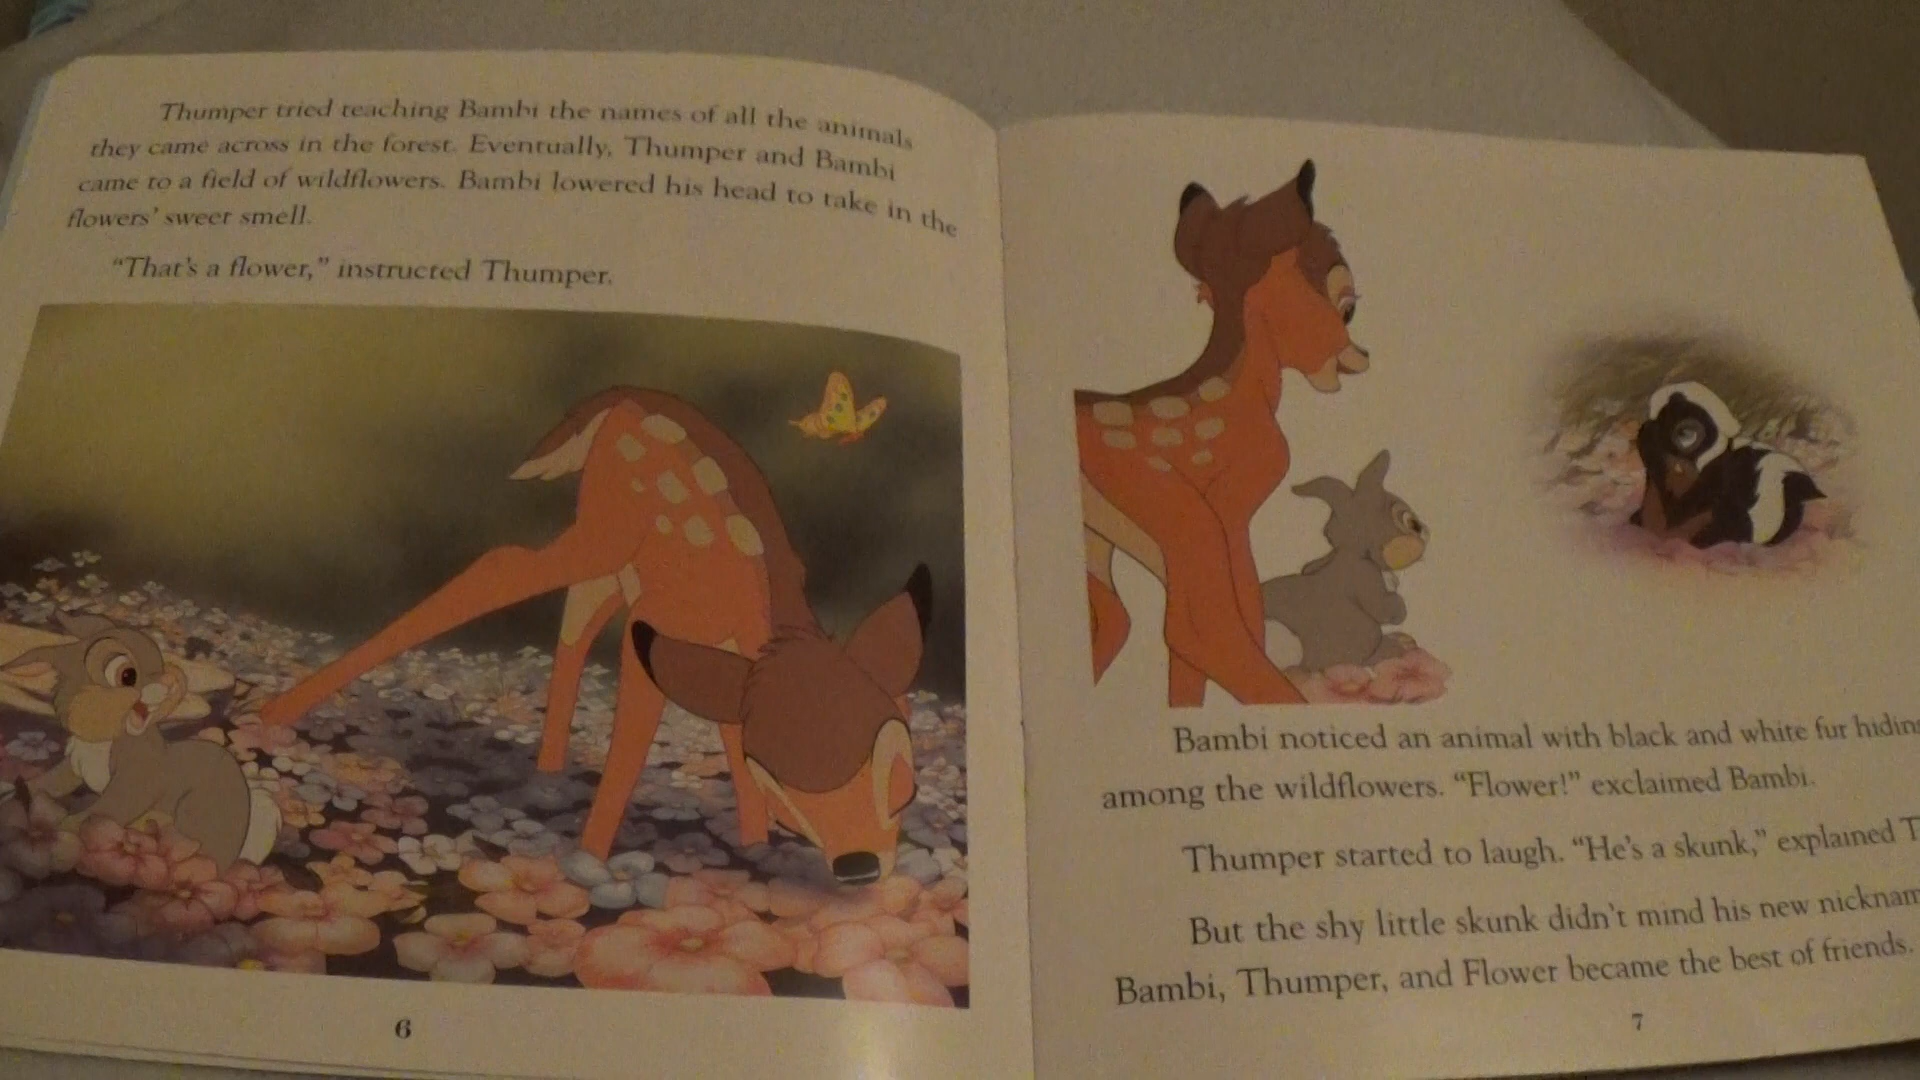 Thumper tried teaching Bambi the names of all the animals
they came across in the forest. Eventually, Thumper and Bambi
came to a field of wildflowers. Bambi lowered his head to take in the
flowers' sweet smell.
"That's a flower," instructed Thumper.
6
Bambi noticed an animal with black and white fur hiding
among the wildflowers. "Flower!" exclaimed Bambi.
Thumper started to laugh. "He's a skunk," explained
But the shy little skunk didn't mind his new
Bambi, Thumper, and Flower became the best of friends.
7